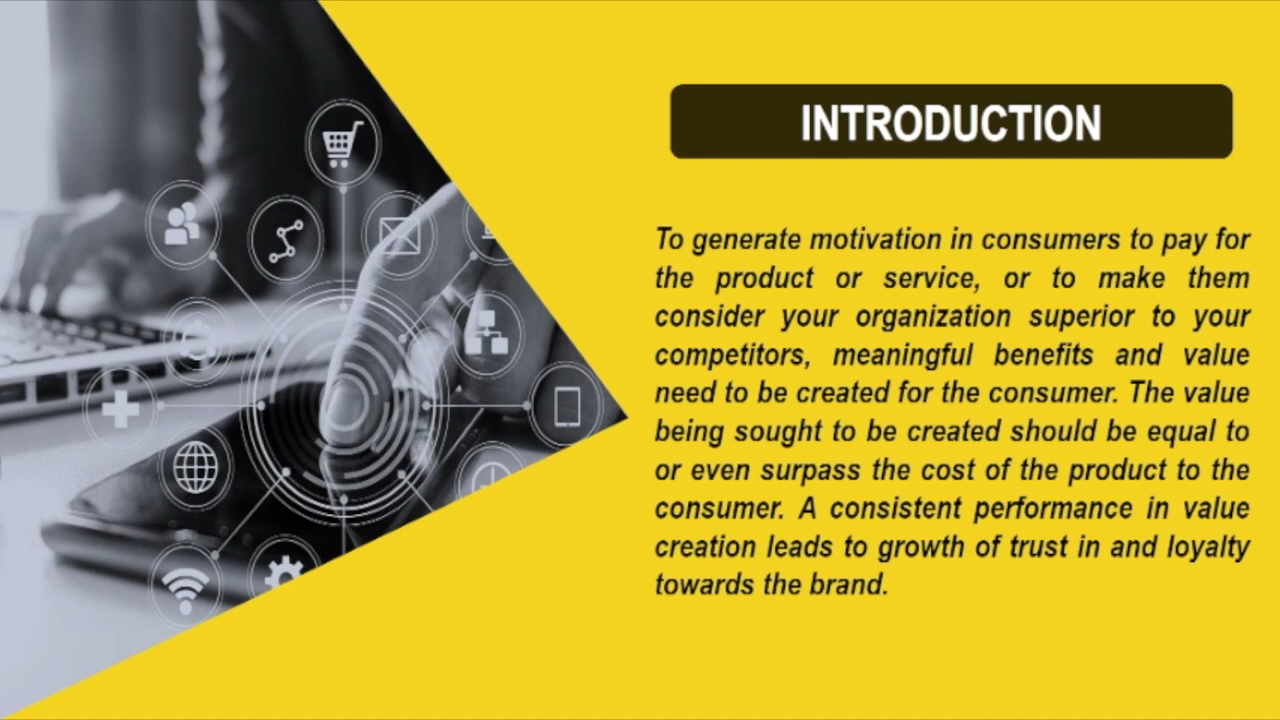 INTRODUCTION
To generate motivation in consumers to pay for
the product or service, or to make them
consider your organization superior to your
competitors, meaningful benefits and value
need to be created for the consumer. The value
being sought to be created should be equal to
or even surpass the cost of the product to the
consumer. A consistent performance in value
creation leads to growth of trust in and loyalty
towards the brand.